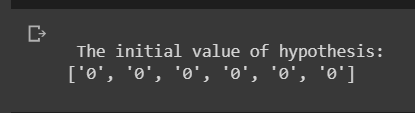 The initial value of hypothesis:
['0', '0', '0', '0', '0', '0']